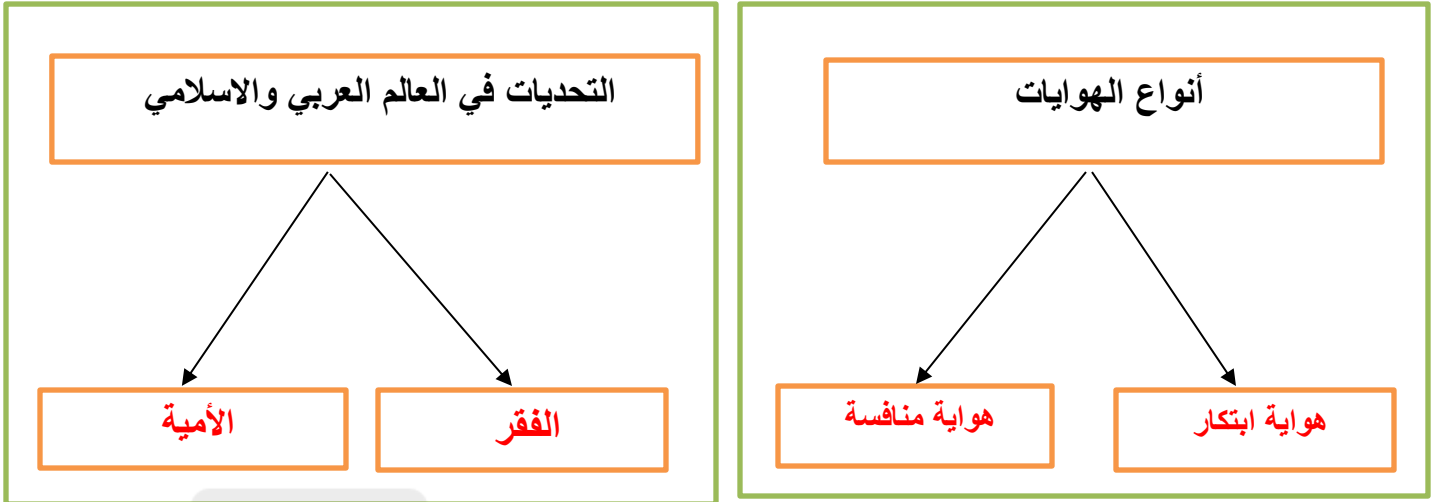 أنواع الهوايات
هواية ابتكار
هواية منافسة
التحديات في العالم العربي والاسلامي
الفقر
الأمية